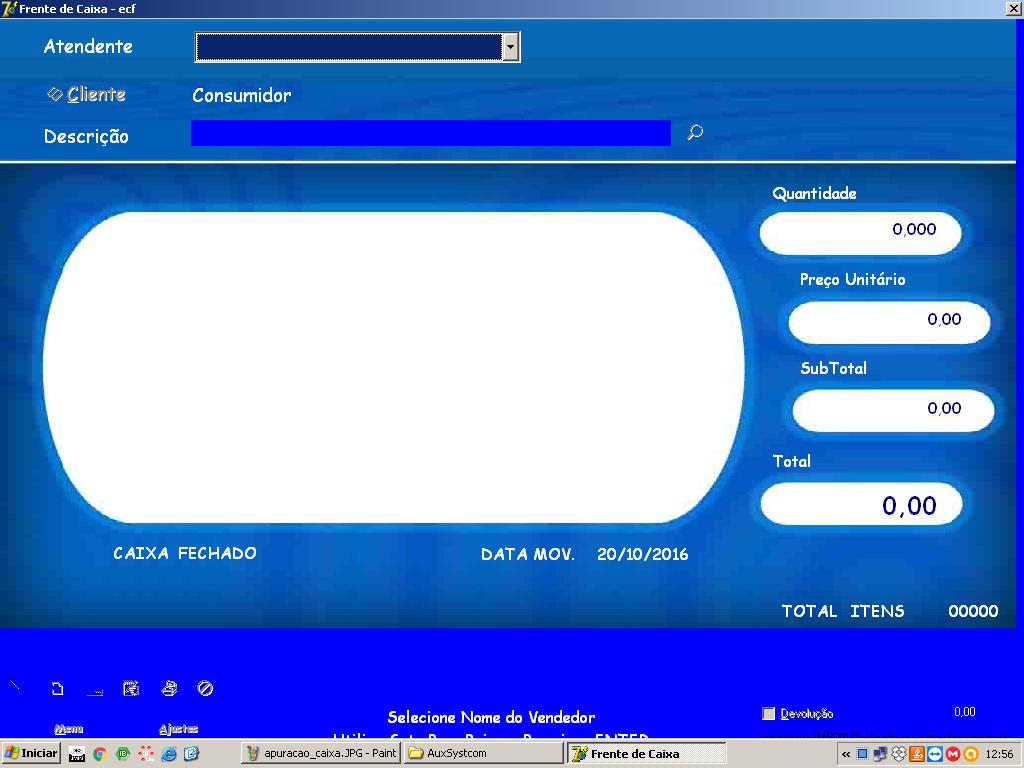 Frente de Caixa - ecf
Atendente
Cliente Consumidor
Descrição
Quantidade
0,000
Preço Unitário
0,00
SubTotal
0,00
Total
0,00
CAIXA FECHADO DATA MOV. 20/10/2016
TOTAL ITENS 00000
Selecione Nome do Vendedor
Devolução 0,00
Menu Ajustes
ENTER
Iniciar apuracao_caixa.JPG - Paint AuxSystcom Frente de Caixa 12:56